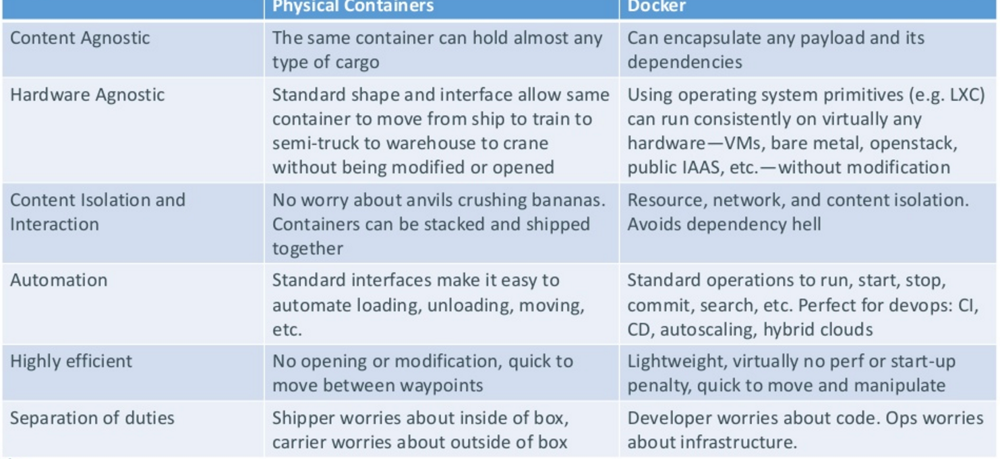 Physical Containers
Docker
Content Agnostic
The same container can hold almost any
type of cargo
Can encapsulate any payload and its
dependencies
Hardware Agnostic
Standard shape and interface allow same
container to move from ship to train to
semi-truck to warehouse to crane
without being modified or opened
Using operating system primitives (e.g. LXC)
can run consistently on virtually any
hardware—VMs, bare metal, openstack,
public IAAS, etc.—without modification
Content Isolation and
Interaction
No worry about anvils crushing bananas.
Containers can be stacked and shipped
together
Resource, network, and content isolation.
Avoids dependency hell
Automation
Standard interfaces make it easy to
automate loading, unloading, moving,
etc.
Standard operations to run, start, stop,
commit, search, etc. Perfect for devops: CI,
CD, autoscaling, hybrid clouds
Highly efficient
No opening or modification, quick to
move between waypoints
Lightweight, virtually no perf or start-up
penalty, quick to move and manipulate
Separation of duties
Shipper worries about inside of box,
carrier worries about outside of box
Developer worries about code. Ops worries
about infrastructure.